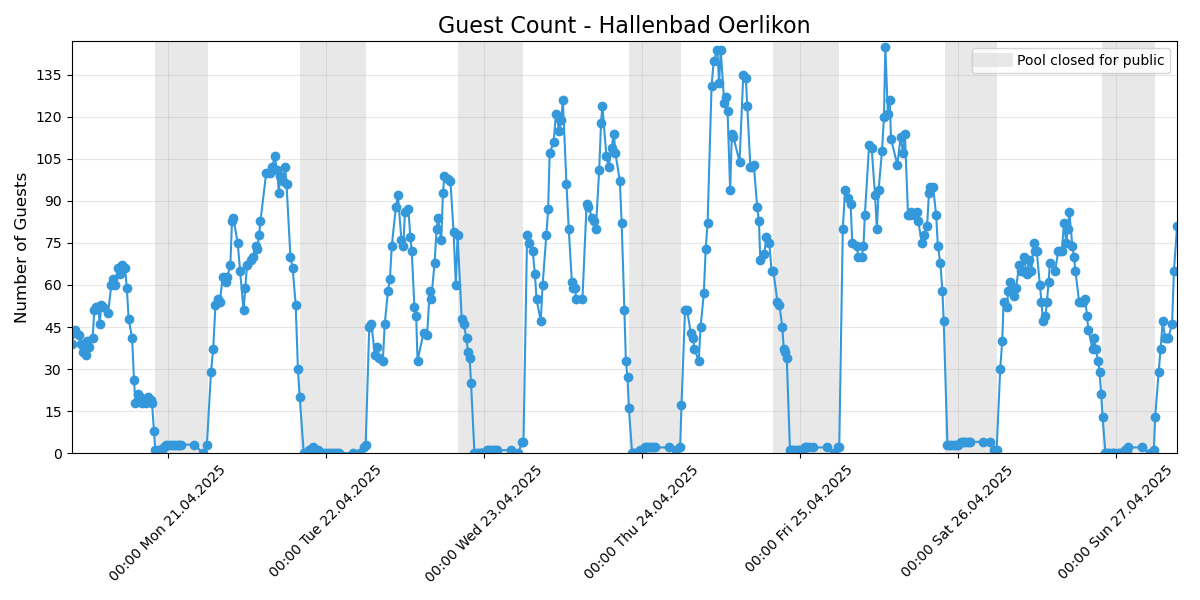 Guest Count - Hallenbad Oerlikon
Pool closed for public
Number of Guests
135
120
105
90
75
60
45
30
15
0
00:00 Mon 21.04.2025
00:00 Tue 22.04.2025
00:00 Wed 23.04.2025
00:00 Thu 24.04.2025
00:00 Fri 25.04.2025
00:00 Sat 26.04.2025
00:00 Sun 27.04.2025